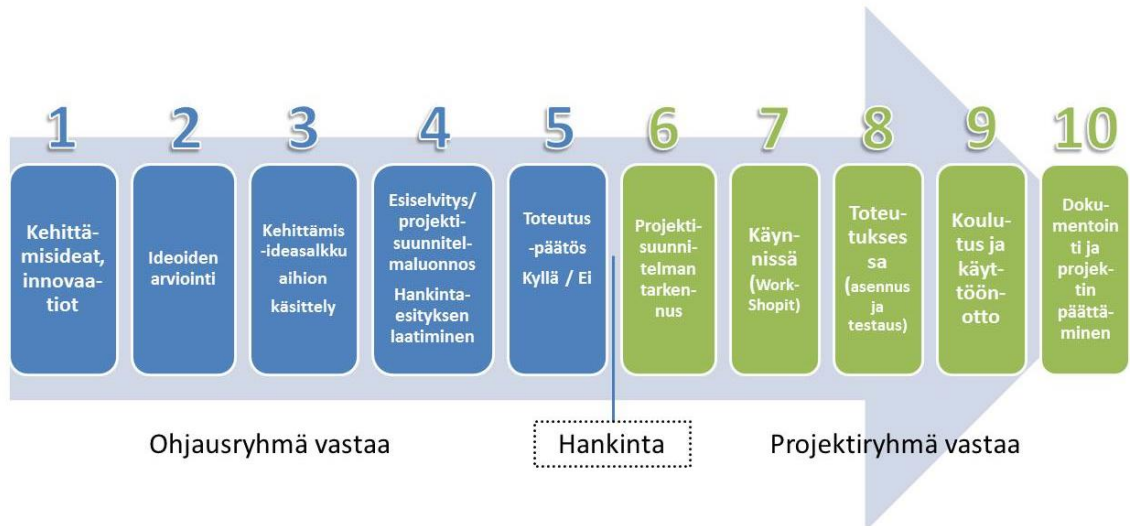 1
Kehittä-
misideat,
innovaa-
tiot
2
Ideoiden
arviointi
3
Kehittämis
-ideasalkku
aihion
käsittely
4
Esiselvitys/
projekti-
suunnitel-
maluonnos
Hankinta-
esityksen
laatiminen
5
Toteutus
-päätös
Kyllä / Ei
6
Projekti-
suunni-
telman
tarken-
nus
7
Käyn-
nissä
(Work-
Shopit)
8
Toteu-
tukses
sa
(asennus
ja
testaus)
9
Koulu-
tus ja
käyt-
töön-
otto
10
Doku-
mentoin
ti ja
projek-
tin
päättä-
minen
Ohjausryhmä vastaa
Hankinta
Projektiryhmä vastaa